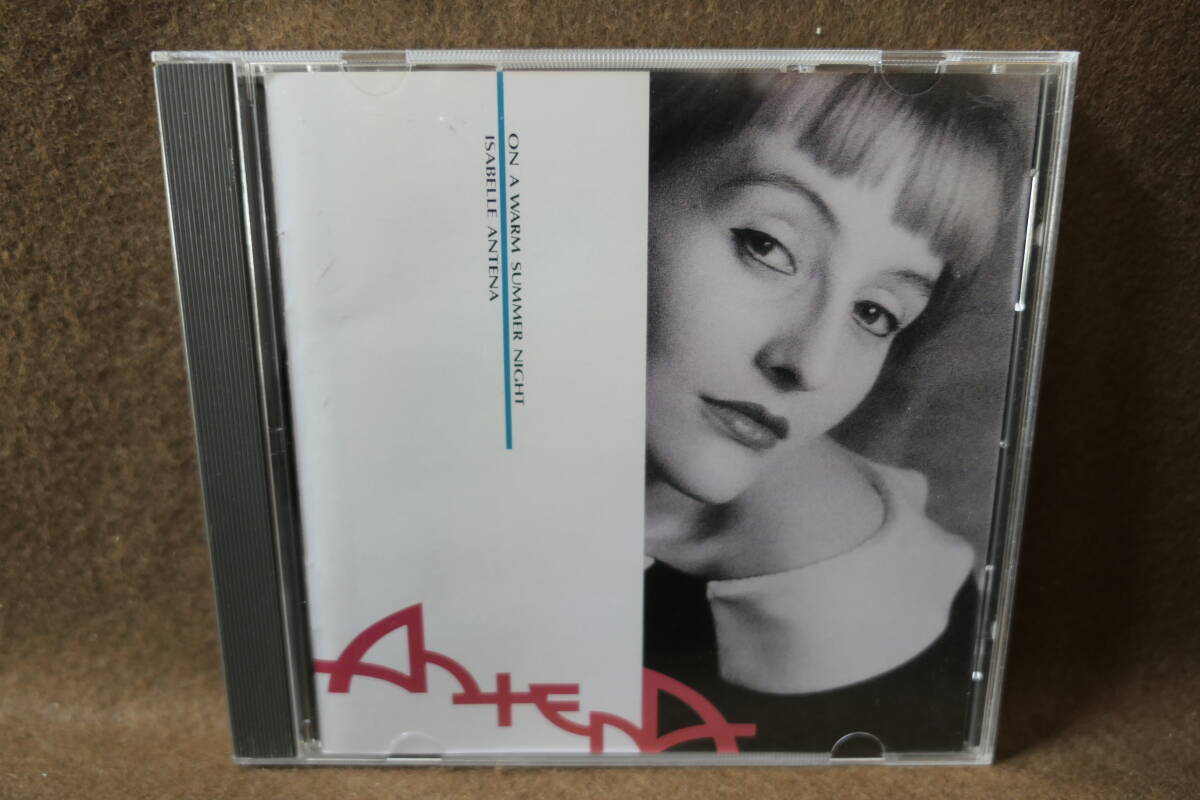 ON A WARM SUMMER NIGHT
ISABELLE ANTENA
ANTENA